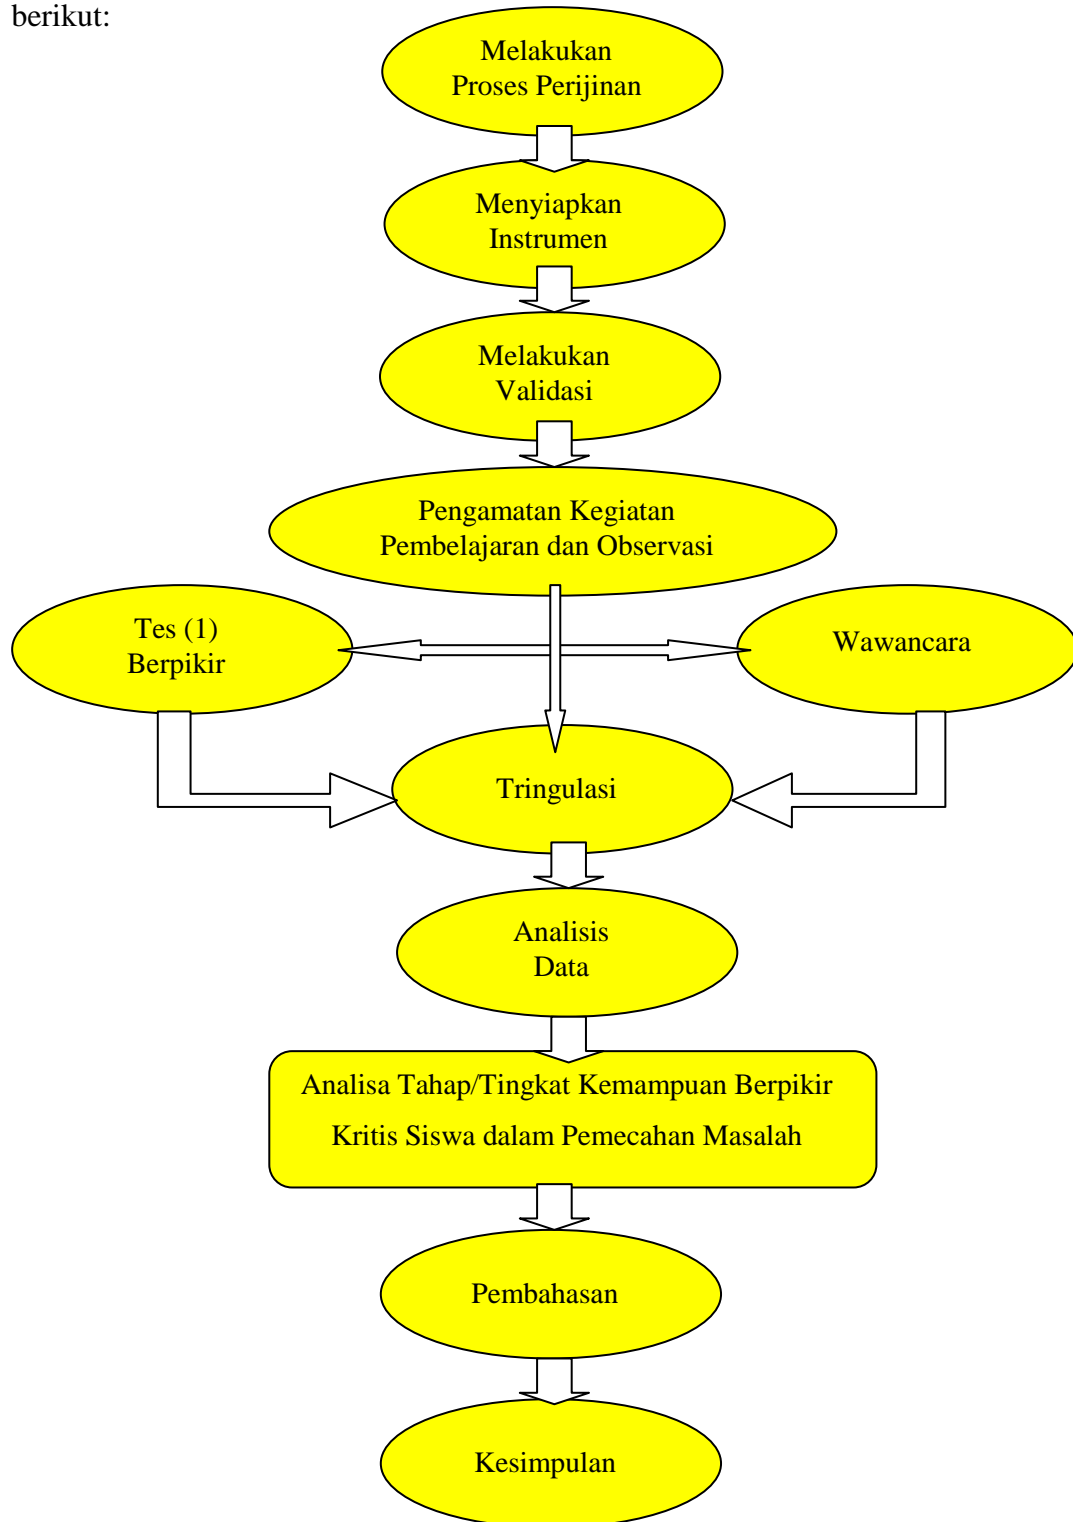 berikut:
Melakukan
Proses Perijinan
Menyiapkan
Instrumen
Melakukan
Validasi
Pengamatan Kegiatan
Pembelajaran dan Observasi
Tes (1)
Berpikir
Wawancara
Tringulasi
Analisis
Data
Analisa Tahap/Tingkat Kemampuan Berpikir
Kritis Siswa dalam Pemecahan Masalah
Pembahasan
Kesimpulan